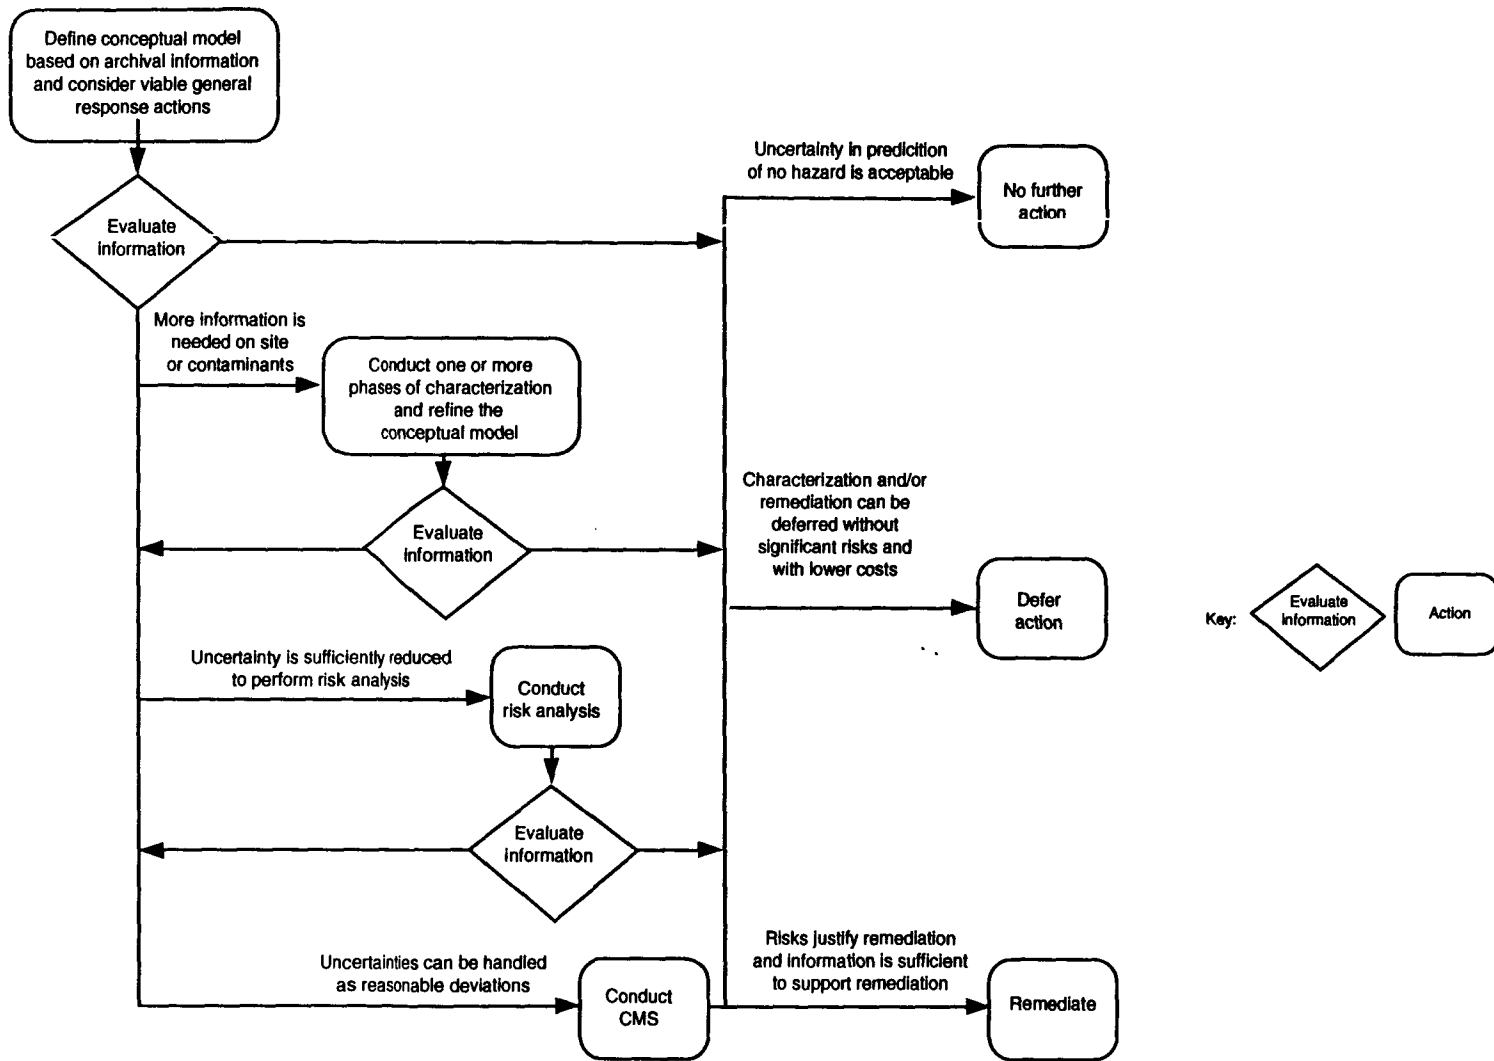 Define conceptual model
based on archival information
and consider viable general
response actions
Uncertainty in predicition
of no hazard is acceptable
No further
action
Evaluate
information
More information is
needed on site
or contaminants
Conduct one or more
phases of characterization
and refine the
conceptual model
Characterization and/or
remediation can be
deferred without
significant risks and
with lower costs
Evaluate
information
Defer
action
Key:
Evaluate
information
Action
Uncertainty is sufficiently reduced
to perform risk analysis
Conduct
risk analysis
Evaluate
information
Risks justify remediation
and information is sufficient
to support remediation
Uncertainties can be handled
as reasonable deviations
Conduct
CMS
Remediate